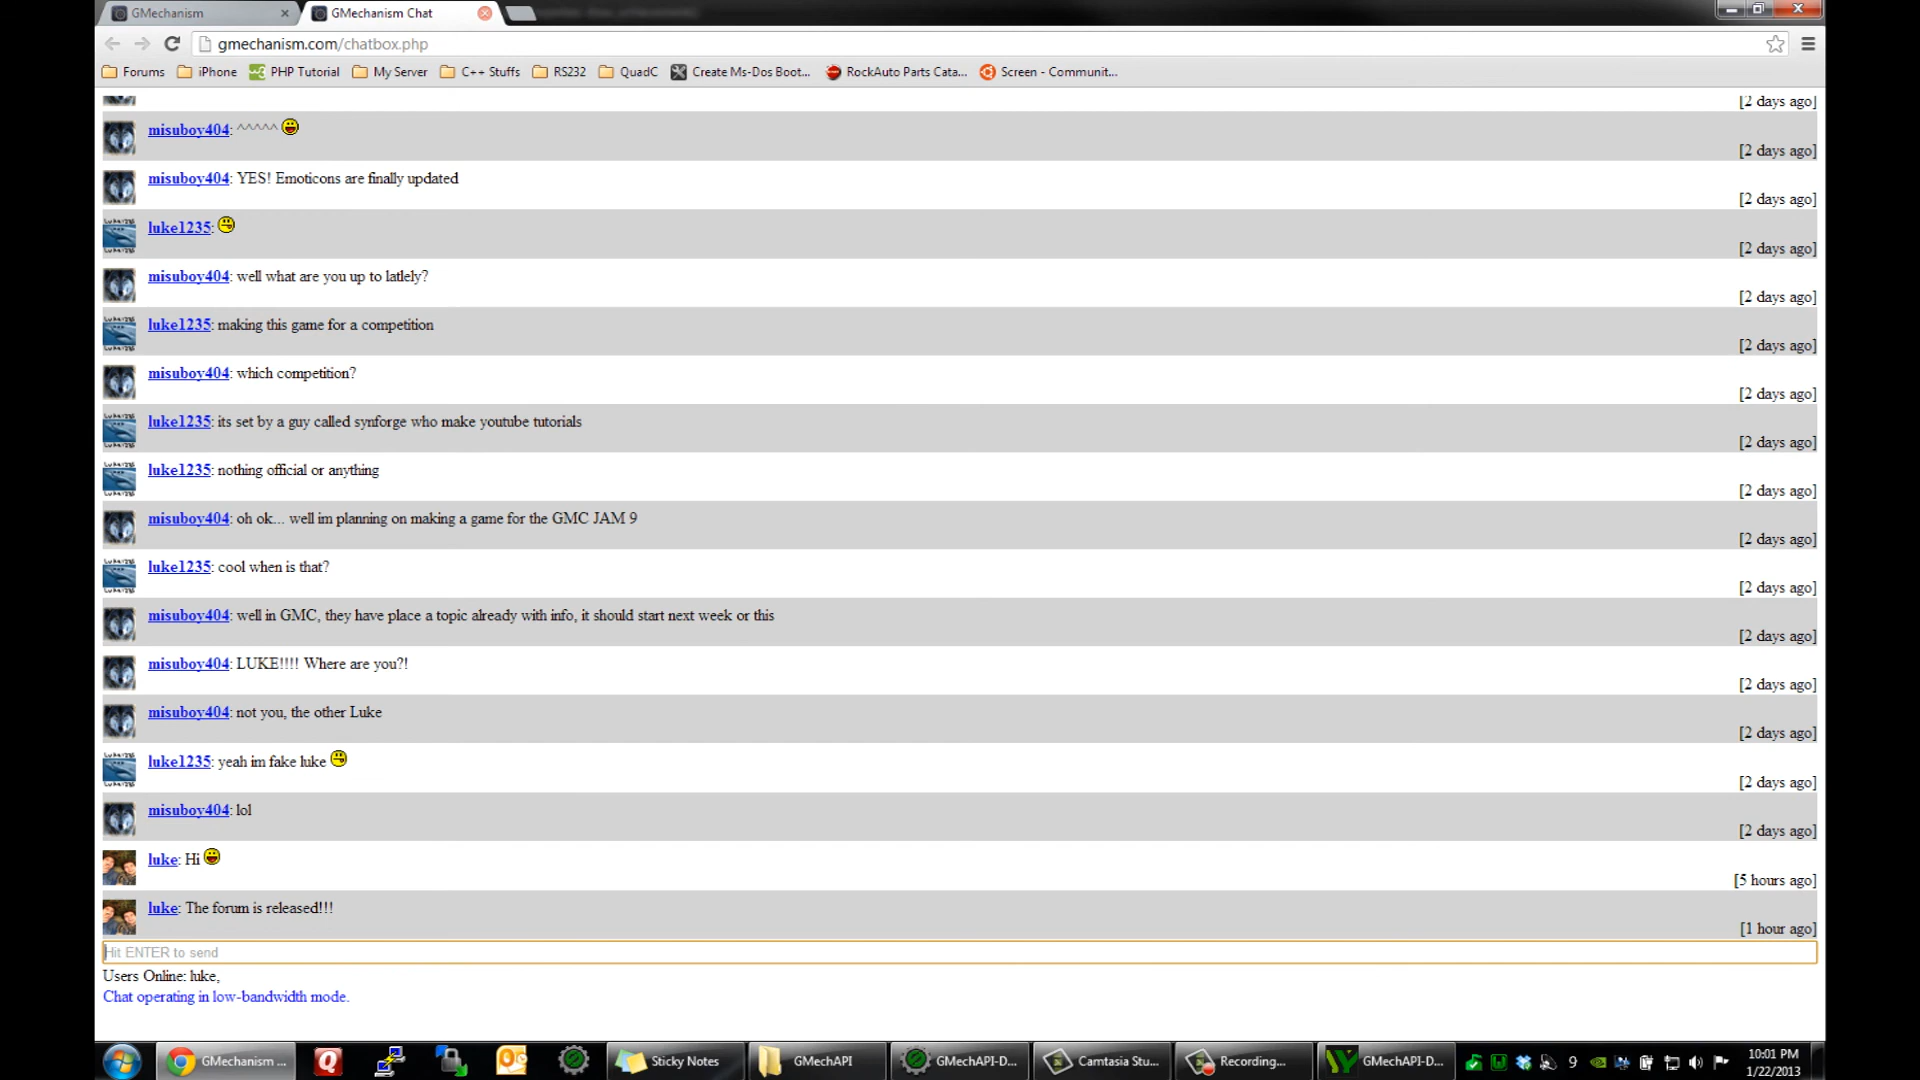 GMechanism
GMechanism Chat
gmechanism.com/chatbox.php
Forums
iPhone
PHP Tutorial
My Server
C++ Stuffs
RS232
QuadC
Create Ms-Dos Boot...
RockAuto Parts Cata...
Screen - Communit...
[2 days ago]
misuboy404: ^^^^^
[2 days ago]
misuboy404: YES! Emoticons are finally updated
[2 days ago]
luke1235:
[2 days ago]
misuboy404: well what are you up to latlely?
[2 days ago]
luke1235: making this game for a competition
[2 days ago]
misuboy404: which competition?
[2 days ago]
luke1235: its set by a guy called synforge who make youtube tutorials
[2 days ago]
luke1235: nothing official or anything
[2 days ago]
misuboy404: oh ok... well im planning on making a game for the GMC JAM 9
[2 days ago]
luke1235: cool when is that?
[2 days ago]
misuboy404: well in GMC, they have place a topic already with info, it should start next week or this
[2 days ago]
misuboy404: LUKE!!!! Where are you?!
[2 days ago]
misuboy404: not you, the other Luke
[2 days ago]
luke1235: yeah im fake luke
[2 days ago]
misuboy404: lol
[2 days ago]
luke: Hi
[5 hours ago]
luke: The forum is released!!!
[1 hour ago]
Hit ENTER to send
Users Online: luke,
Chat operating in low-bandwidth mode.
GMechanism ...
Sticky Notes
GMechAPI
GMechAPI-D...
Camtasia Stu...
Recording...
GMechAPI-D...
9
10:01 PM
1/22/2013